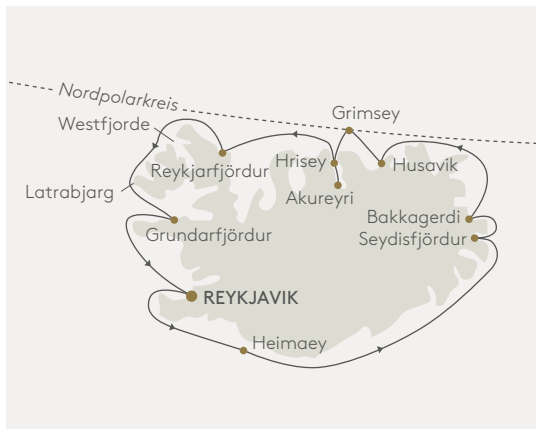 Nordpolarkreis
Grimsey
Westfjorde
Reykjarfjördur
Hrisey
Husavik
Latrabjarg
Akureyri
Grundarfjördur
Bakkagerdi
Seydisfjördur
REYKJAVIK
Heimaey